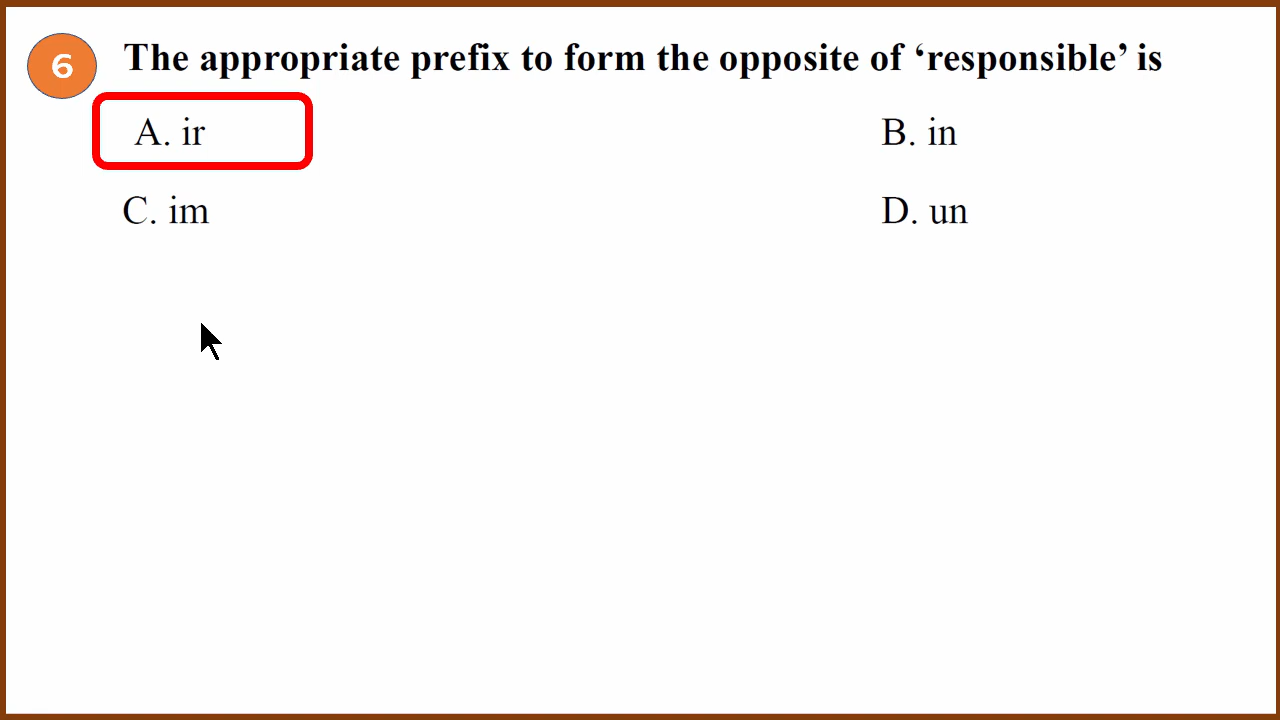 6 The appropriate prefix to form the opposite of ‘responsible’ is
A. ir B. in
C. im D. un